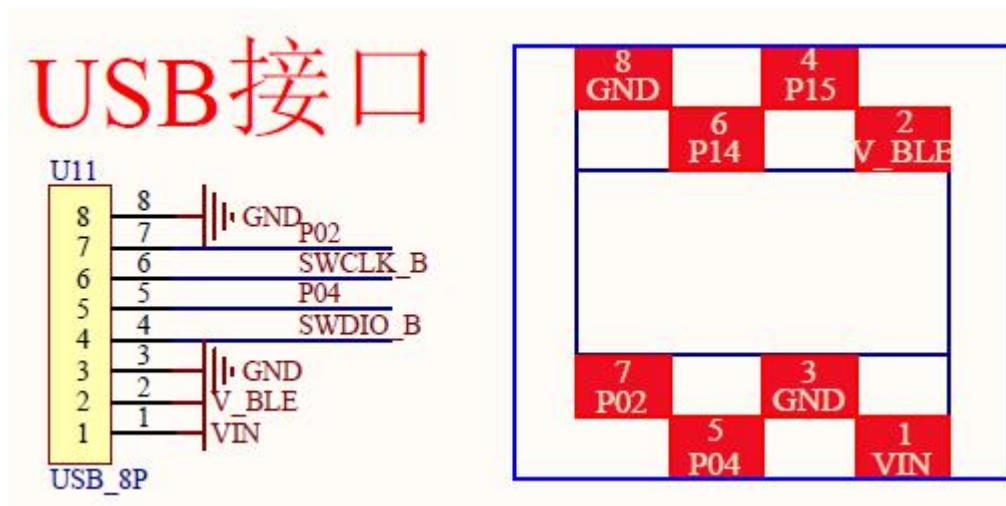 USB接口
U11
8 8 GND
7 7 P02
6 6 SWCLK_B
5 5 P04
4 4 SWDIO_B
3 3 GND
2 2 V_BLE
1 1 VIN
USB_8P
8 4
GND P15
6 2
P14 V_BLE
7 3
P02 GND
5 1
P04 VIN